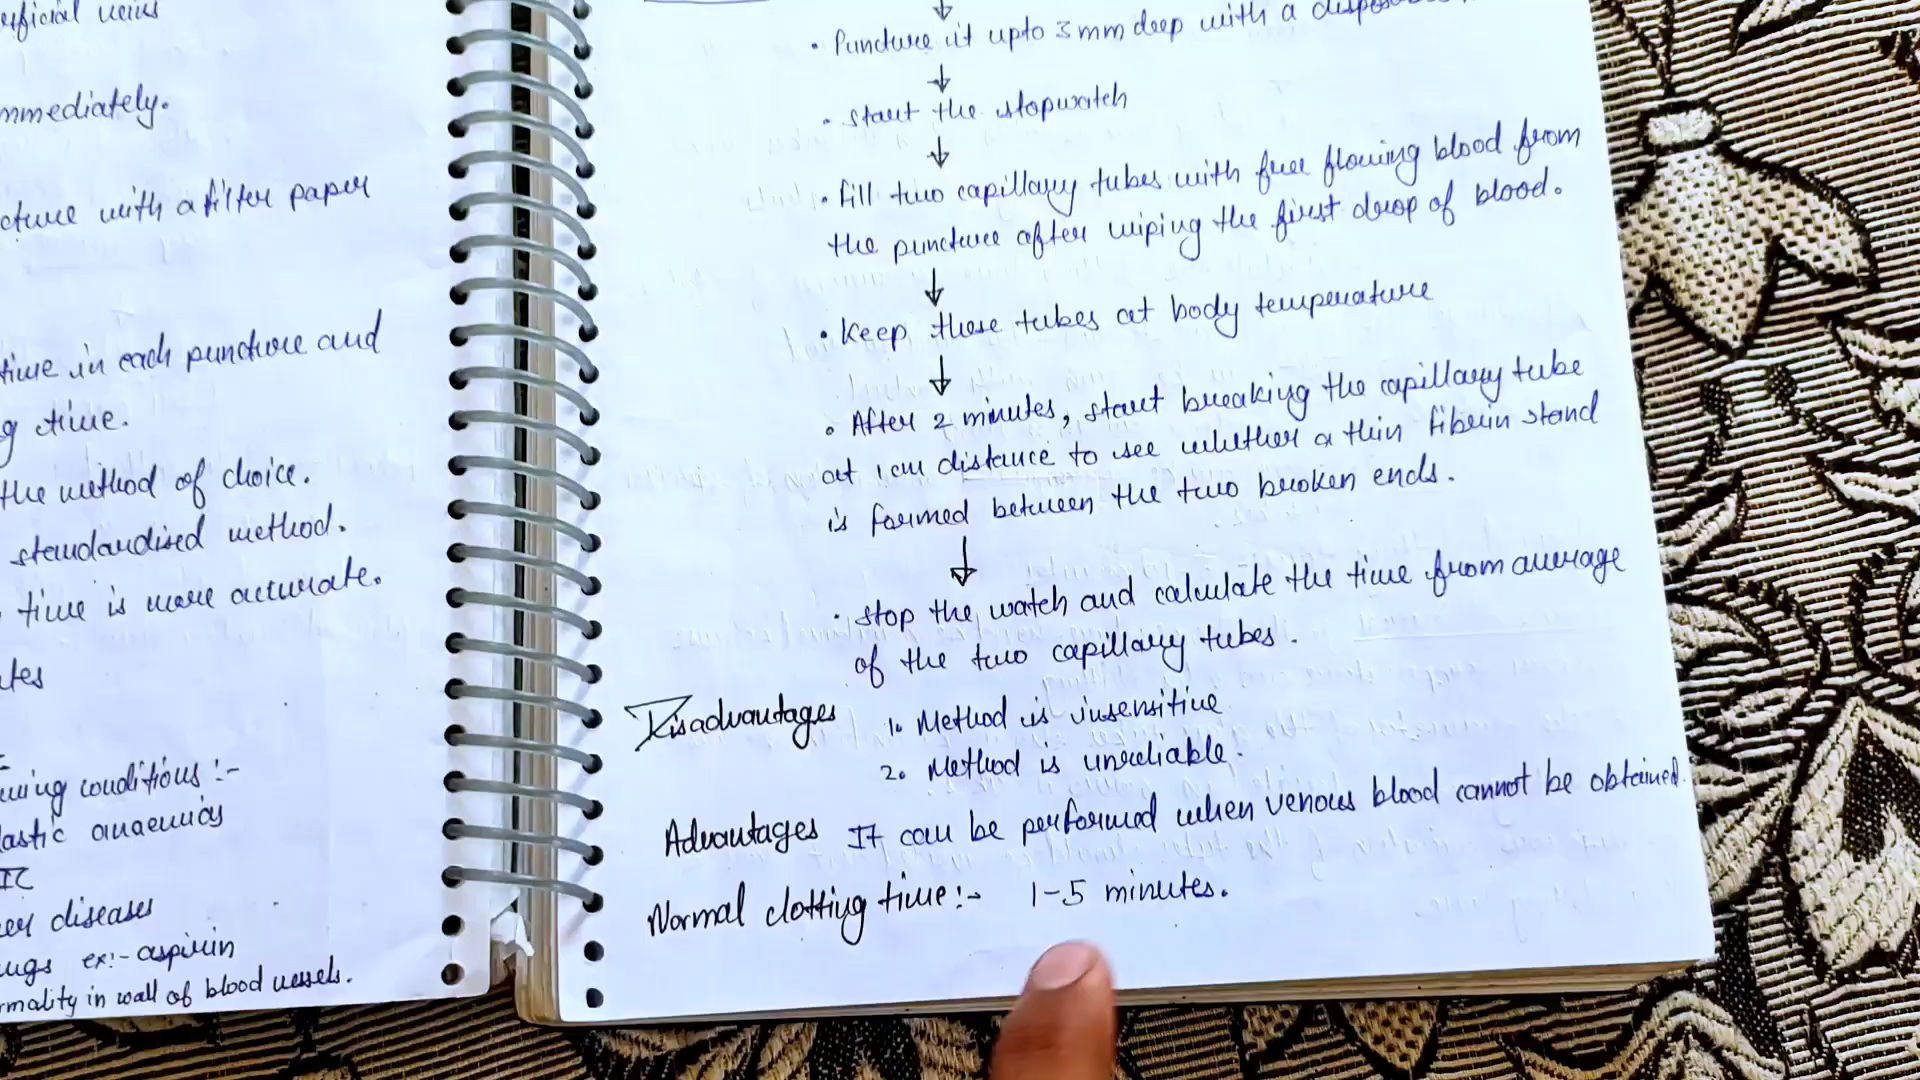 erficial veins
mmediately.
cture with a filter paper
time in each puncture and
g time.
the method of choice.
standardised method.
time is more accurate.
tes
wing conditions :-
lastic anaemias
IC
er diseases
ugs ex:- aspirin
rmality in wall of blood vessels.
• Puncture it upto 3 mm deep with a
• start the stopwatch
• fill two capillary tubes with free flowing blood from
the puncture after wiping the first drop of blood.
• Keep these tubes at body temperature
• After 2 minutes, start breaking the capillary tube
at 1 cm distance to see whether a thin fibrin stand
is formed between the two broken ends.
• stop the watch and calculate the time from average
of the two capillary tubes.
Disadvantages 1. Method is insensitive
2. Method is unreliable.
Advantages It can be performed when venous blood cannot be obtained.
Normal clotting time :- 1-5 minutes.